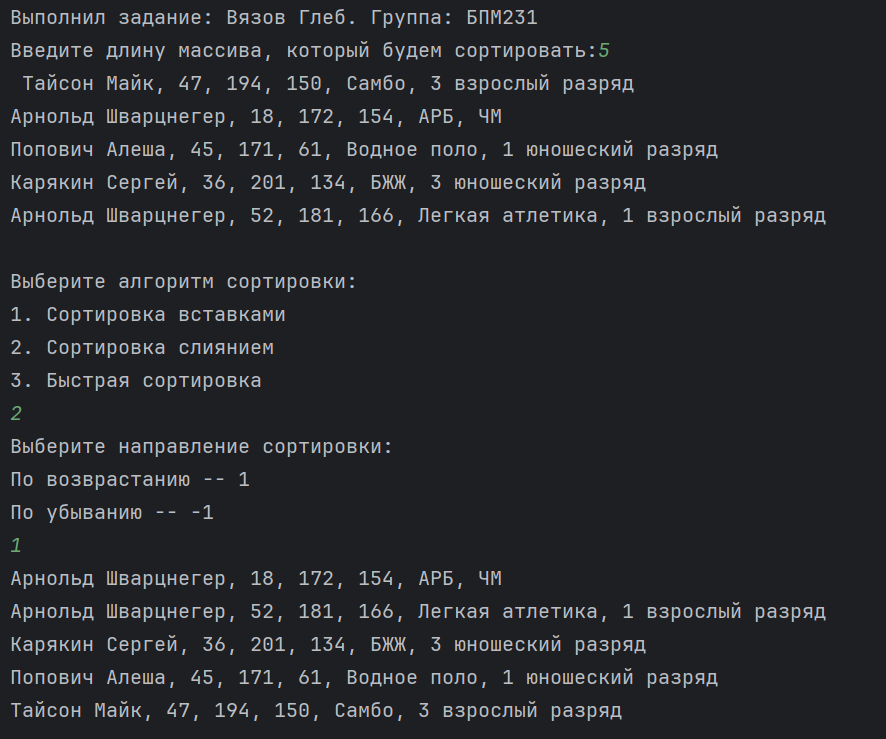 Выполнил задание: Вязов Глеб. Группа: БПМ231
Введите длину массива, который будем сортировать:5
Тайсон Майк, 47, 194, 150, Самбо, 3 взрослый разряд
Арнольд Шварцнегер, 18, 172, 154, АРБ, ЧМ
Попович Алеша, 45, 171, 61, Водное поло, 1 юношеский разряд
Карякин Сергей, 36, 201, 134, БЖЖ, 3 юношеский разряд
Арнольд Шварцнегер, 52, 181, 166, Легкая атлетика, 1 взрослый разряд
Выберите алгоритм сортировки:
1. Сортировка вставками
2. Сортировка слиянием
3. Быстрая сортировка
2
Выберите направление сортировки:
По возврастанию -- 1
По убыванию -- -1
1
Арнольд Шварцнегер, 18, 172, 154, АРБ, ЧМ
Арнольд Шварцнегер, 52, 181, 166, Легкая атлетика, 1 взрослый разряд
Карякин Сергей, 36, 201, 134, БЖЖ, 3 юношеский разряд
Попович Алеша, 45, 171, 61, Водное поло, 1 юношеский разряд
Тайсон Майк, 47, 194, 150, Самбо, 3 взрослый разряд